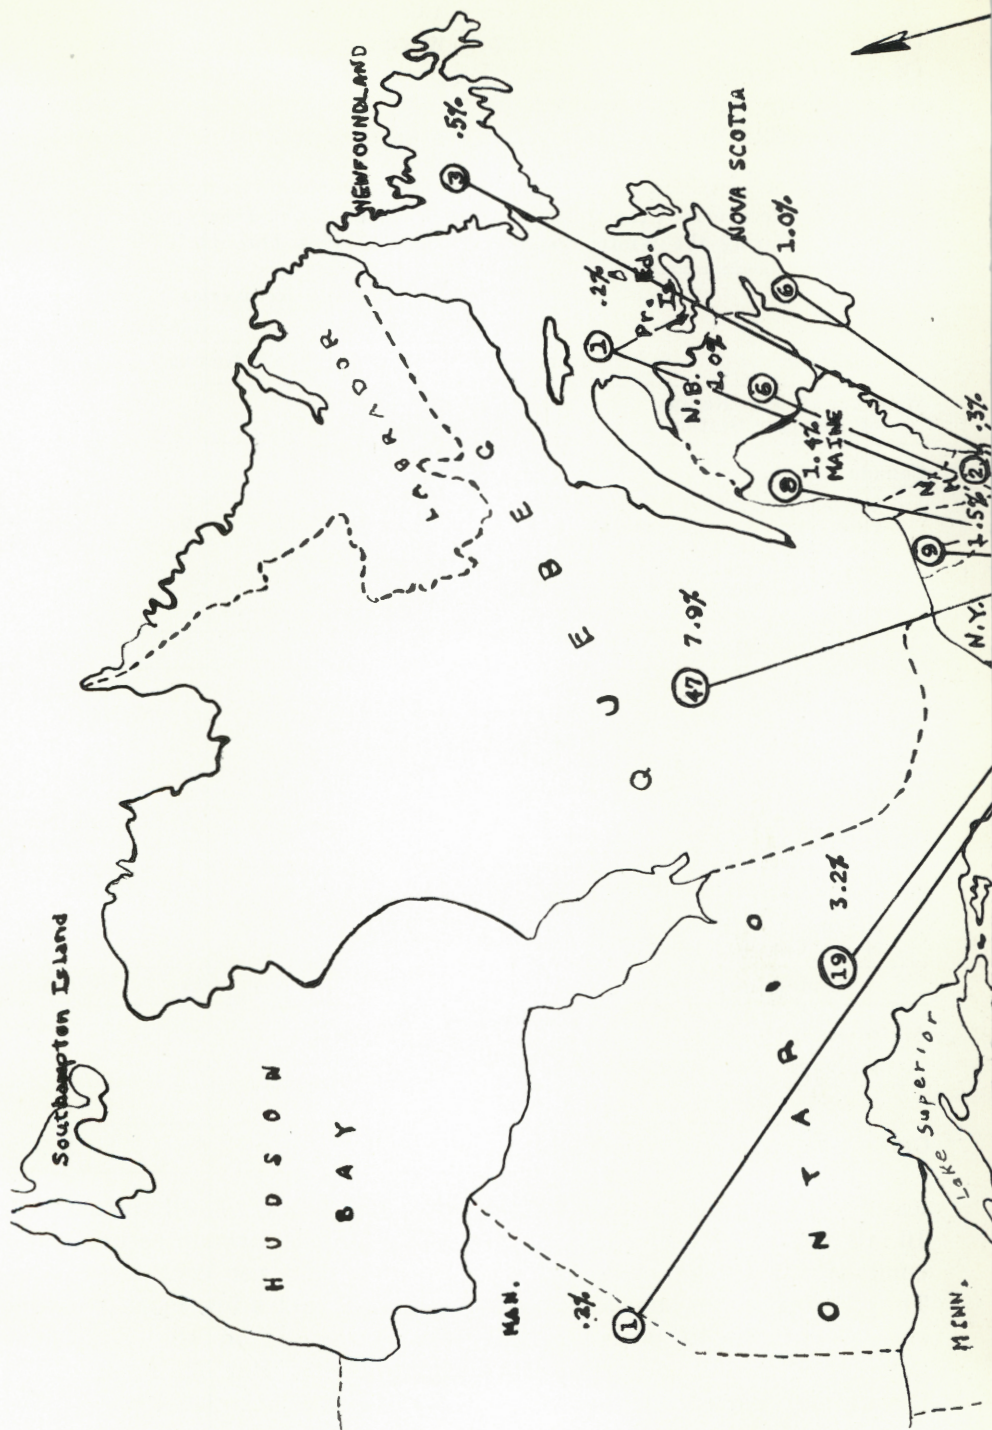 Southampton Island
HUDSON
BAY
NEWFOUNDLAND
3
.5%
LABRADOR
QUEBEC
47
7.9%
1
.2%
Pr. Ed.
Is.
NOVA SCOTIA
6
1.0%
N.B.
1.0%
6
1.4%
MAINE
8
9
1.5%
N.
H.
2
.3%
N.Y.
MAN.
.2%
1
ONTARIO
19
3.2%
Lake Superior
MINN.